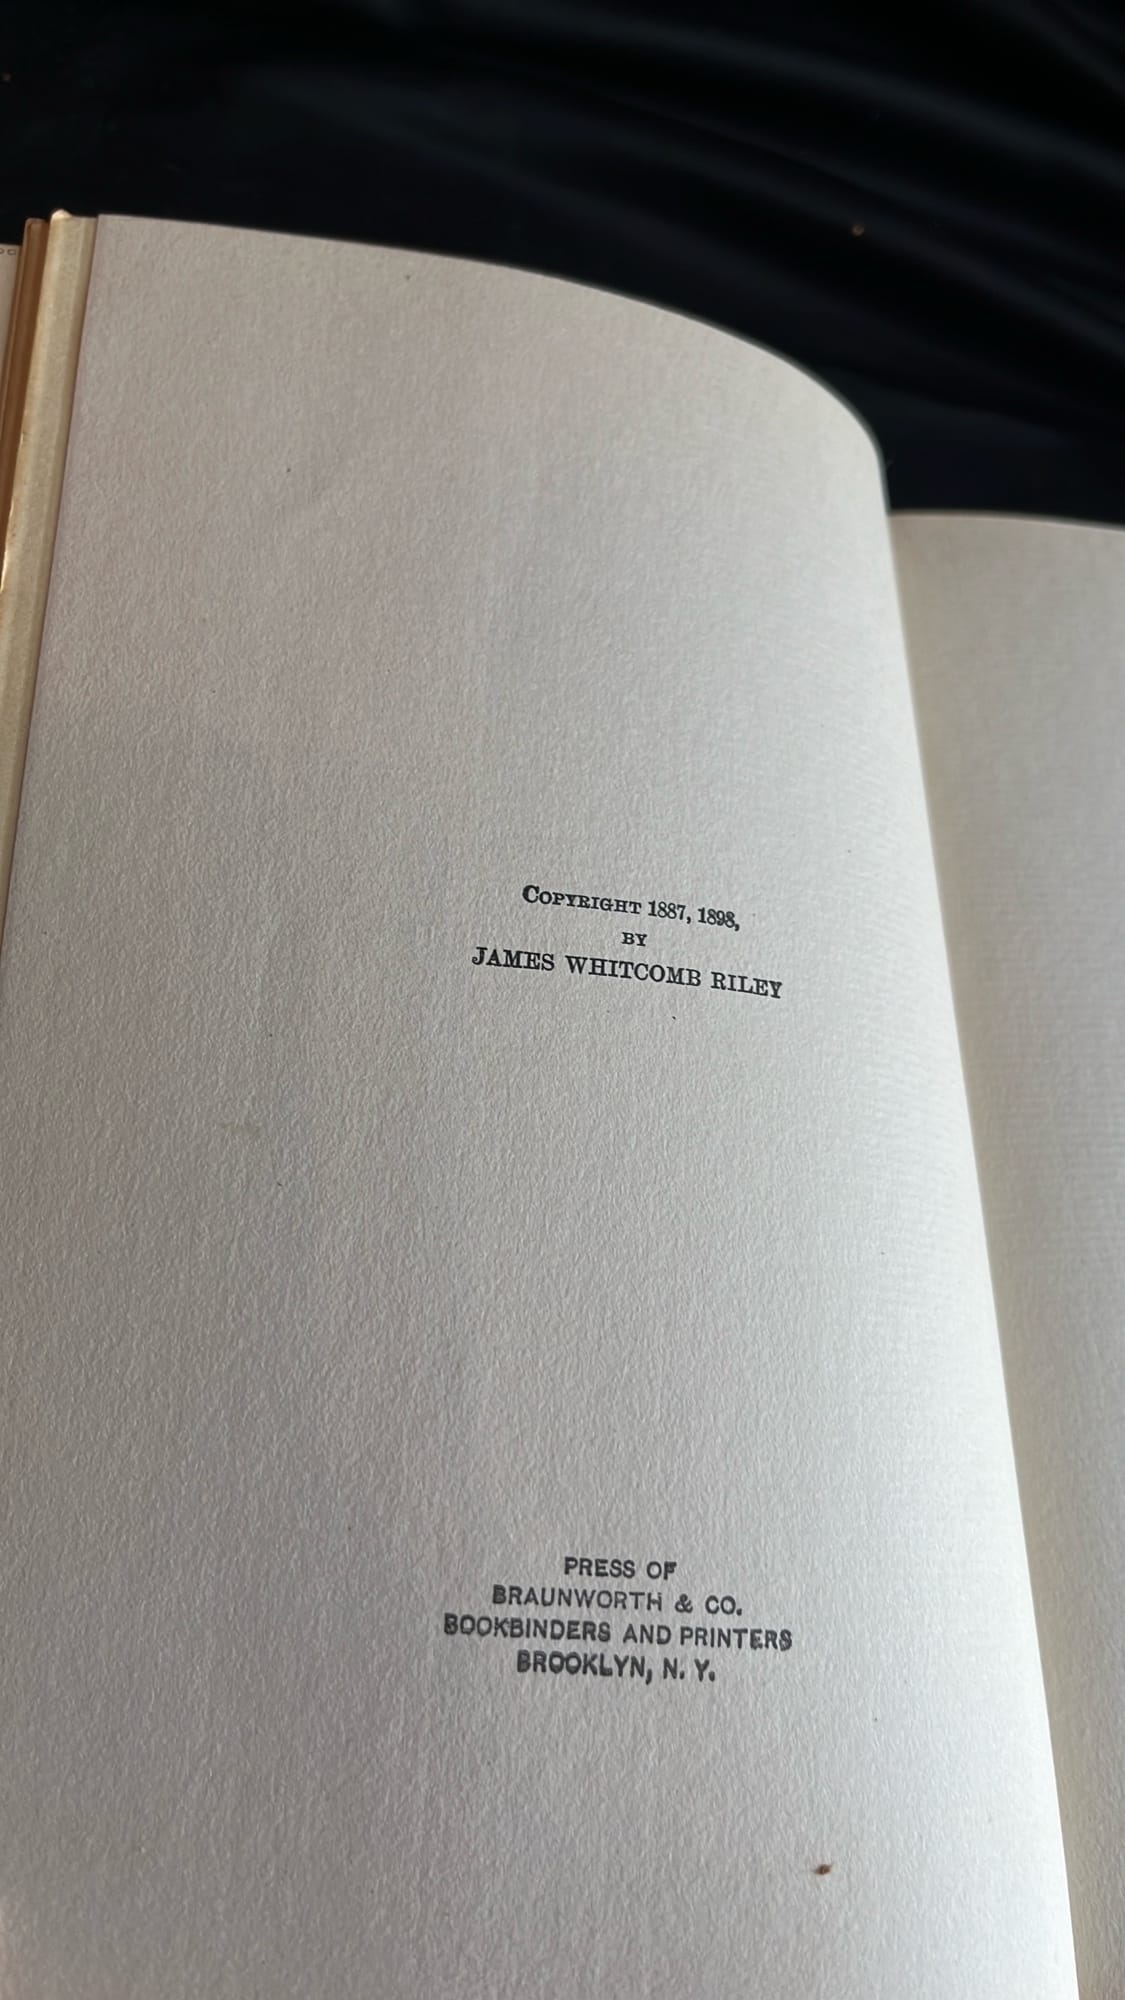 COPYRIGHT 1887, 1898,
BY
JAMES WHITCOMB RILEY
PRESS OF
BRAUNWORTH & CO.
BOOKBINDERS AND PRINTERS
BROOKLYN, N. Y.